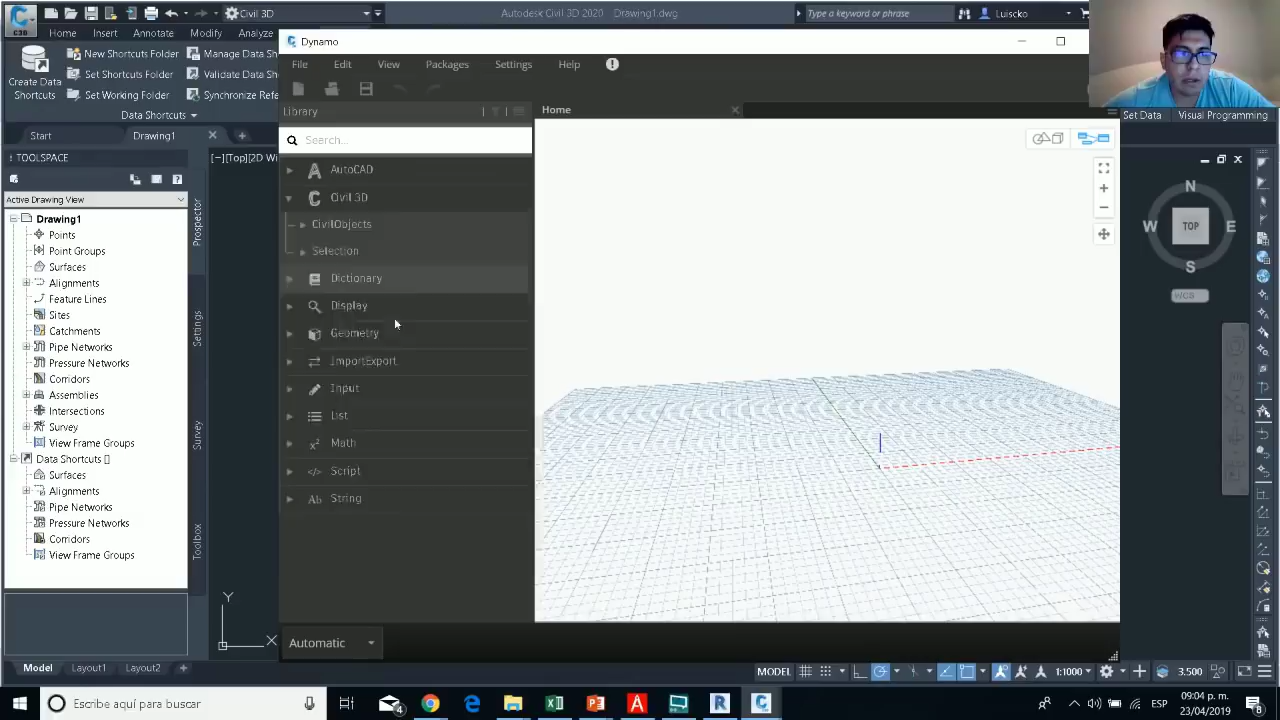 Civil 3D
Autodesk Civil 3D 2020 Drawing1.dwg
Type a keyword or phrase
Luiscko
C3D
Home
Insert
Annotate
Modify
Analyze
Dynamo
New Shortcuts Folder
Manage Data
Create Data
Shortcuts
Set Shortcuts Folder
Validate Data
Set Working Folder
Synchronize Refe
Data Shortcuts
Set Data
Visual Programming
File
Edit
View
Packages
Settings
Help
Library
Home
Start
Drawing1
Search...
TOOLSPACE
[-][Top][2D Wi
Active Drawing View
Drawing1
Points
Point Groups
Surfaces
Alignments
Feature Lines
Sites
Catchments
Pipe Networks
Pressure Networks
Corridors
Assemblies
Intersections
Survey
View Frame Groups
Data Shortcuts []
Surfaces
Alignments
Pipe Networks
Pressure Networks
Corridors
View Frame Groups
Prospector
Settings
Survey
Toolbox
AutoCAD
Civil 3D
CivilObjects
Selection
Dictionary
Display
Geometry
ImportExport
Input
List
Math
Script
Ab String
N
W TOP E
S
WCS
Y
X
Automatic
Model
Layout1
Layout2
MODEL
1:1000
3.500
Escribe aquí para buscar
4
ESP
09:04 p. m.
23/04/2019
8